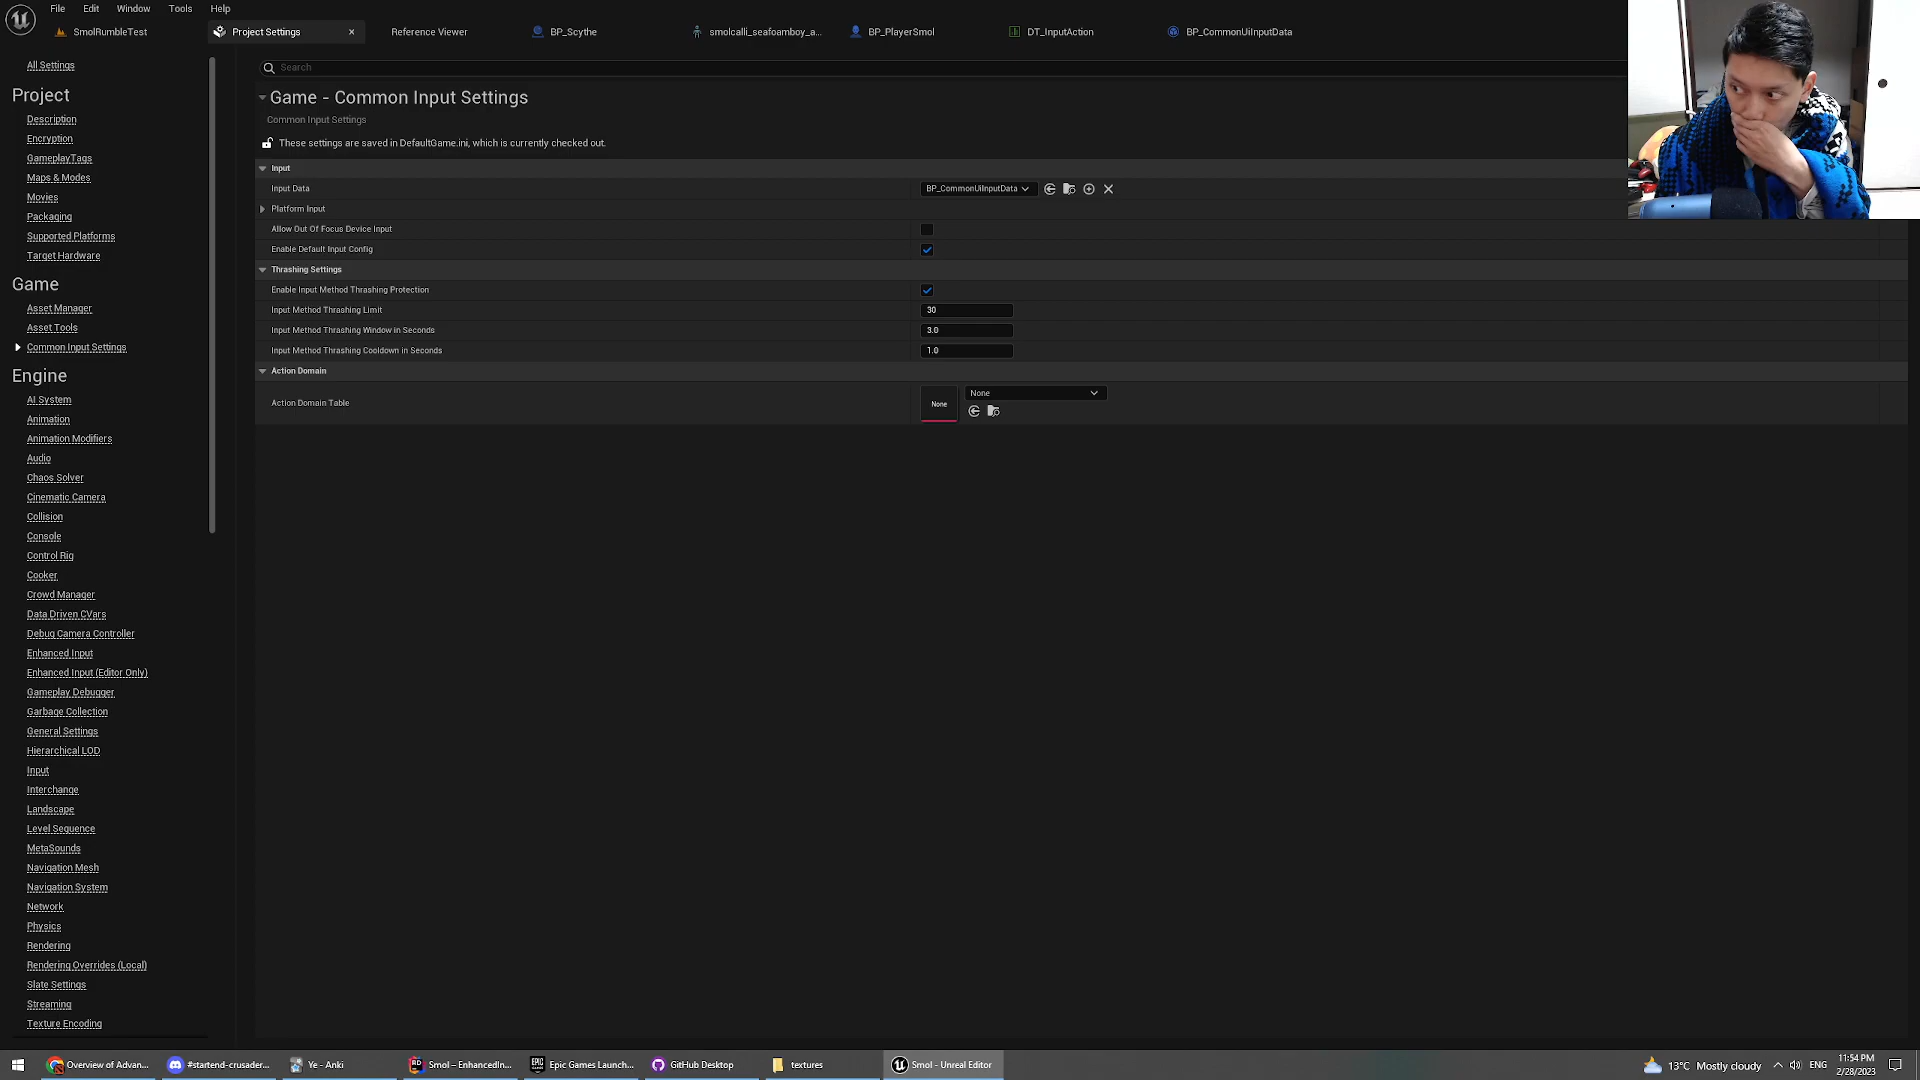 File Edit Window Tools Help
SmolRumbleTest Project Settings Reference Viewer BP_Scythe smolcalli_seafoamboy_a... BP_PlayerSmol DT_InputAction BP_CommonUiInputData
All Settings
Project
Description
Encryption
GameplayTags
Maps & Modes
Movies
Packaging
Supported Platforms
Target Hardware
Game
Asset Manager
Asset Tools
Common Input Settings
Engine
AI System
Animation
Animation Modifiers
Audio
Chaos Solver
Cinematic Camera
Collision
Console
Control Rig
Cooker
Crowd Manager
Data Driven CVars
Debug Camera Controller
Enhanced Input
Enhanced Input (Editor Only)
Gameplay Debugger
Garbage Collection
General Settings
Hierarchical LOD
Input
Interchange
Landscape
Level Sequence
MetaSounds
Navigation Mesh
Navigation System
Network
Physics
Rendering
Rendering Overrides (Local)
Slate Settings
Streaming
Texture Encoding
Search
Game - Common Input Settings
Common Input Settings
These settings are saved in DefaultGame.ini, which is currently checked out.
Input
Input Data BP_CommonUiInputData
Platform Input
Allow Out Of Focus Device Input
Enable Default Input Config
Thrashing Settings
Enable Input Method Thrashing Protection
Input Method Thrashing Limit 30
Input Method Thrashing Window in Seconds 3.0
Input Method Thrashing Cooldown in Seconds 1.0
Action Domain
Action Domain Table None None
Overview of Advan... #startend-crusader... Ye - Anki Smol – EnhancedIn... Epic Games Launch... GitHub Desktop textures Smol - Unreal Editor 13°C Mostly cloudy ENG 11:54 PM
2/28/2023